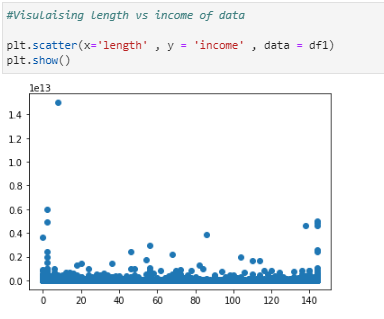 #Visulaising length vs income of data
plt.scatter(x='length' , y = 'income' , data = df1)
plt.show()
1e13
1.4
1.2
1.0
0.8
0.6
0.4
0.2
0.0
0 20 40 60 80 100 120 140